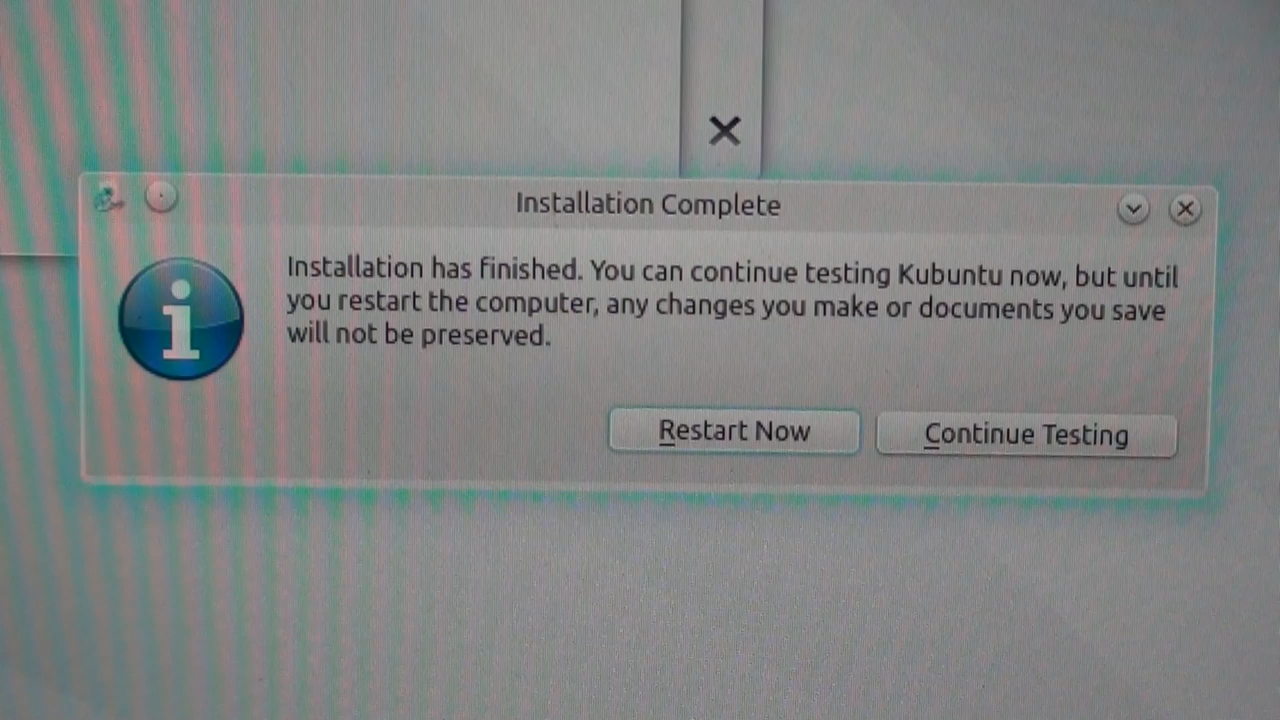 Installation Complete
Installation has finished. You can continue testing Kubuntu now, but until
you restart the computer, any changes you make or documents you save
will not be preserved.
Restart Now
Continue Testing